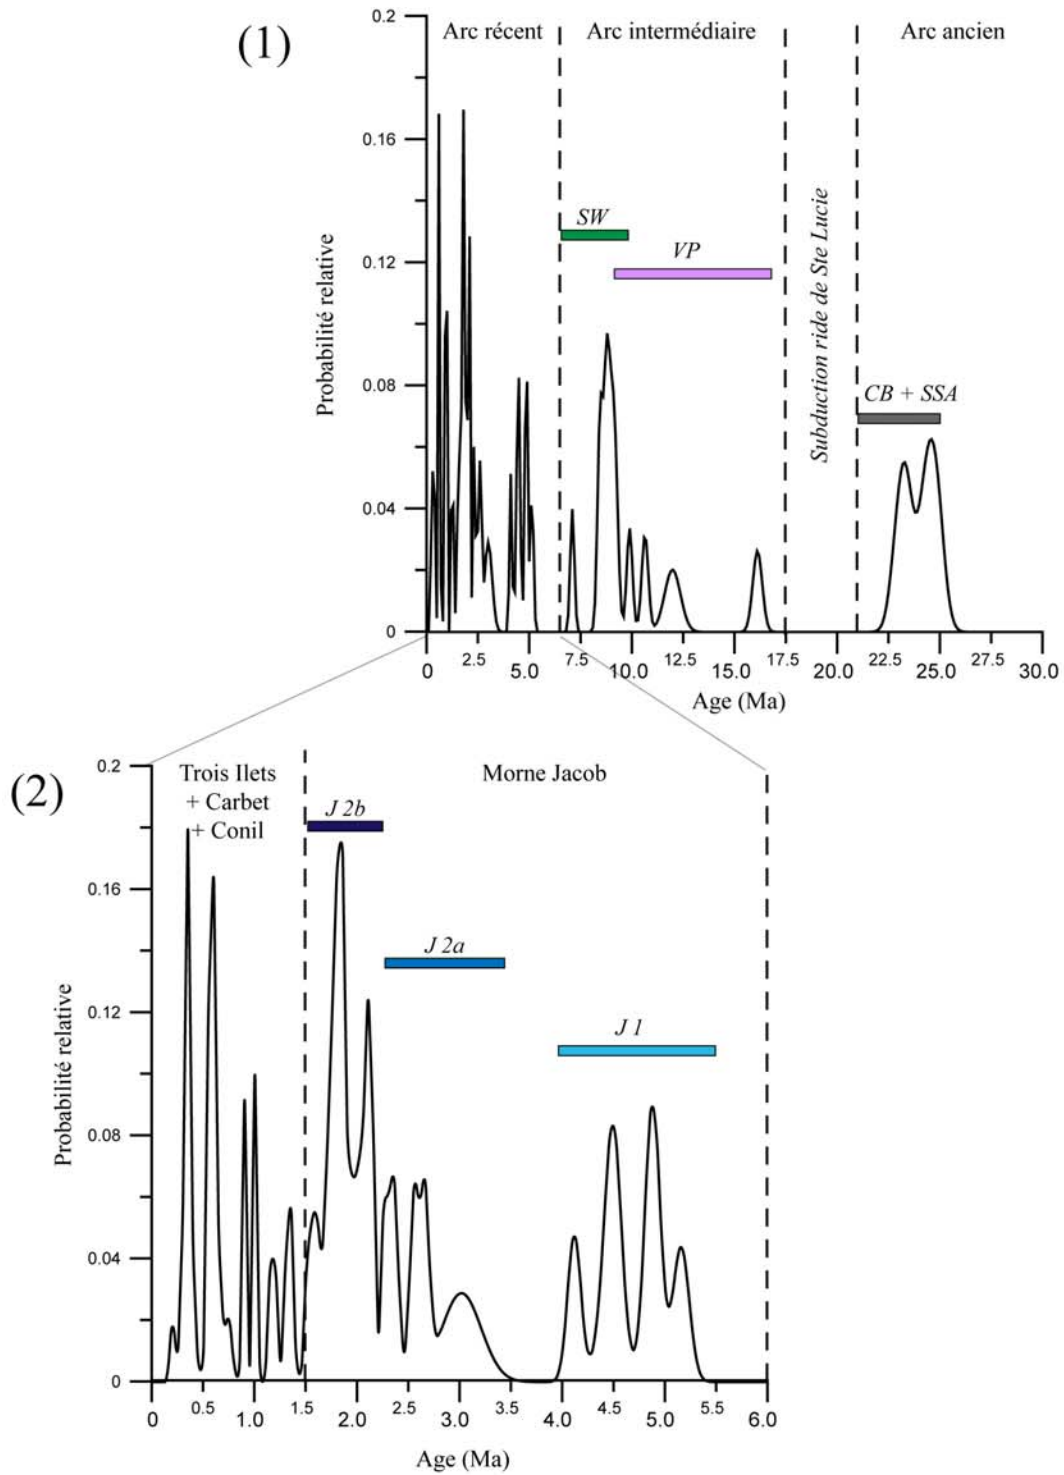 (1)
Arc récent
Arc intermédiaire
Arc ancien
0.2
0.16
0.12
0.08
0.04
0
Probabilité relative
SW
VP
Subduction ride de Ste Lucie
CB + SSA
0
2.5
5.0
7.5
10.0
12.5
15.0
17.5
20.0
22.5
25.0
27.5
30.0
Age (Ma)
(2)
Trois Ilets
+ Carbet
+ Conil
Morne Jacob
0.2
0.16
0.12
0.08
0.04
0
Probabilité relative
J 2b
J 2a
J 1
0
0.5
1.0
1.5
2.0
2.5
3.0
3.5
4.0
4.5
5.0
5.5
6.0
Age (Ma)